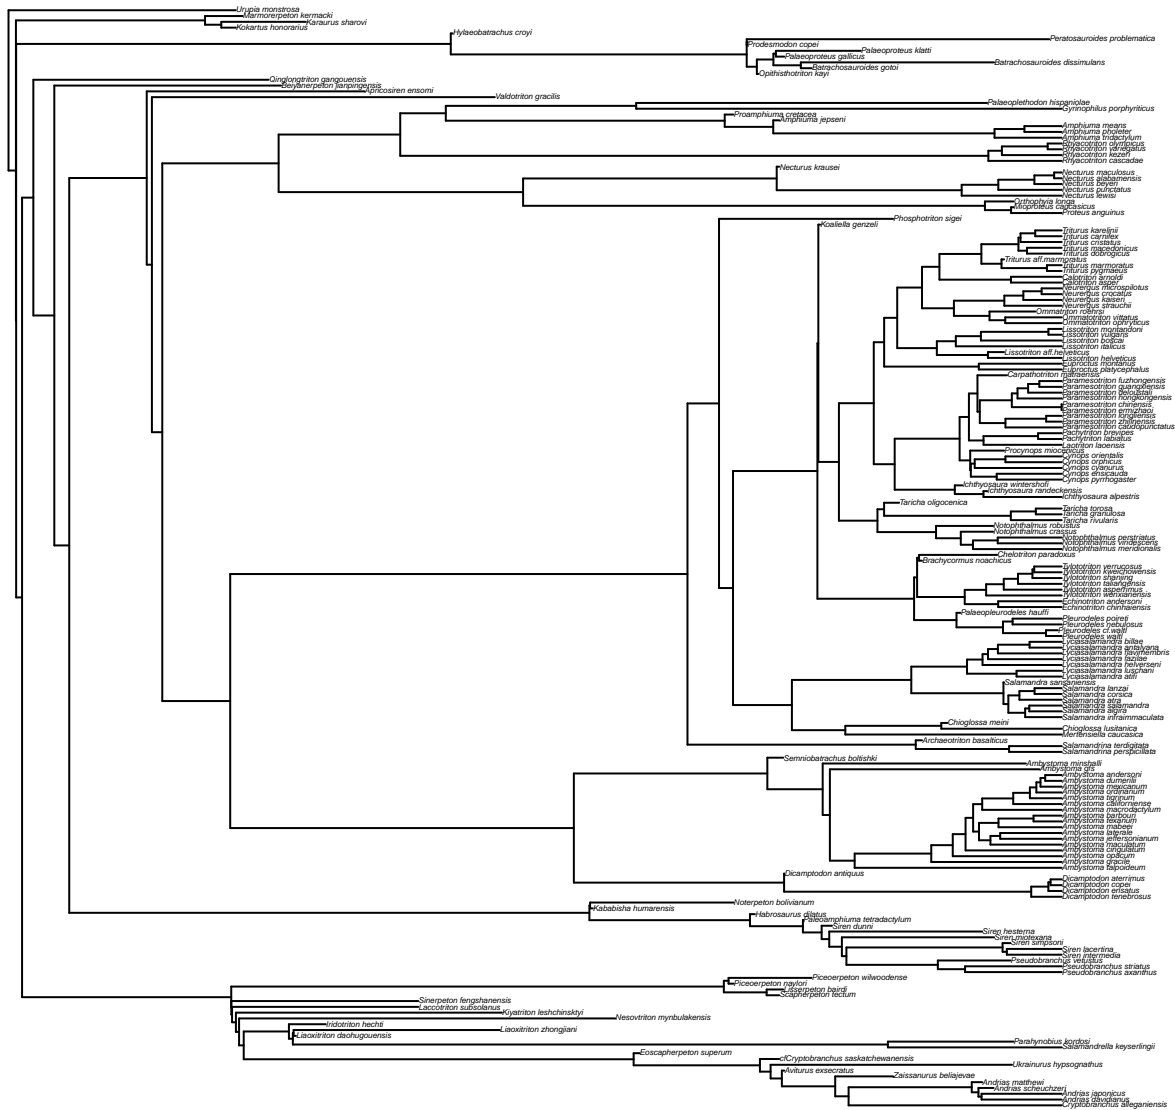 Urupia monstrosa
Marmorerpeton kermacki
Karaurus sharovi
Kokartus honorarius
Hylaeobatrachus croyi
Peratosauroides problematica
Prodesmodon copei
Palaeoproteus klatti
Palaeoproteus gallicus
Batrachosauroides dissimulans
Batrachosauroides gotoi
Opisthotriton kayi
Qinglongtriton gangouensis
Beiyanerpeton jianpingensis
Apricosiren ensomi
Valdotriton gracilis
Palaeoplethodon hispaniolae
Gyrinophilus porphyriticus
Proamphiuma cretacea
Amphiuma jepseni
Amphiuma means
Amphiuma pholeter
Amphiuma tridactylum
Rhyacotriton olympicus
Rhyacotriton variegatus
Rhyacotriton kezeri
Rhyacotriton cascadae
Necturus krausei
Necturus maculosus
Necturus alabamensis
Necturus beyeri
Necturus punctatus
Necturus lewisi
Orthophyia longa
Mioproteus caucasicus
Proteus anguinus
Phosphotriton sigei
Koaliella genzeli
Triturus karelinii
Triturus carnifex
Triturus cristatus
Triturus macedonicus
Triturus dobrogicus
Triturus aff.marmoratus
Triturus marmoratus
Triturus pygmaeus
Calotriton arnoldi
Calotriton asper
Neurergus microspilotus
Neurergus crocatus
Neurergus kaiseri
Neurergus strauchii
Ommatriton roehrsi
Ommatotriton vittatus
Ommatotriton ophryticus
Lissotriton montandoni
Lissotriton vulgaris
Lissotriton boscai
Lissotriton italicus
Lissotriton aff.helveticus
Lissotriton helveticus
Euproctus montanus
Euproctus platycephalus
Carpathotriton matraensis
Paramesotriton fuzhongensis
Paramesotriton guangxiensis
Paramesotriton deloustali
Paramesotriton hongkongensis
Paramesotriton chinensis
Paramesotriton ermizhaoi
Paramesotriton longliensis
Paramesotriton zhijinensis
Paramesotriton caudopunctatus
Pachytriton brevipes
Pachytriton labiatus
Laotriton laoensis
Procynops miocenicus
Cynops orientalis
Cynops orphicus
Cynops cyanurus
Cynops ensicauda
Cynops pyrrhogaster
Ichthyosaura wintershofi
Ichthyosaura randeckensis
Ichthyosaura alpestris
Taricha oligocenica
Taricha torosa
Taricha granulosa
Taricha rivularis
Notophthalmus robustus
Notophthalmus crassus
Notophthalmus perstriatus
Notophthalmus viridescens
Notophthalmus meridionalis
Chelotriton paradoxus
Brachycormus noachicus
Tylototriton verrucosus
Tylototriton kweichowensis
Tylototriton shanjing
Tylototriton taliangensis
Tylototriton asperrimus
Tylototriton wenxianensis
Echinotriton andersoni
Echinotriton chinhaiensis
Palaeopleurodeles hauffi
Pleurodeles poireti
Pleurodeles nebulosus
Pleurodeles cf.waltl
Pleurodeles waltl
Lyciasalamandra billae
Lyciasalamandra antalyana
Lyciasalamandra flavimembris
Lyciasalamandra fazilae
Lyciasalamandra helverseni
Lyciasalamandra luschani
Lyciasalamandra atifi
Salamandra sansaniensis
Salamandra lanzai
Salamandra corsica
Salamandra atra
Salamandra salamandra
Salamandra algira
Salamandra infraimmaculata
Chioglossa meini
Chioglossa lusitanica
Mertensiella caucasica
Archaeotriton basalticus
Salamandrina terdigitata
Salamandrina perspicillata
Semniobatrachus boltishki
Ambystoma minshalli
Ambystoma qfs
Ambystoma andersoni
Ambystoma dumerilii
Ambystoma mexicanum
Ambystoma ordinarium
Ambystoma tigrinum
Ambystoma californiense
Ambystoma macrodactylum
Ambystoma barbouri
Ambystoma texanum
Ambystoma mabeei
Ambystoma laterale
Ambystoma jeffersonianum
Ambystoma maculatum
Ambystoma cingulatum
Ambystoma opacum
Ambystoma gracile
Ambystoma talpoideum
Dicamptodon antiquus
Dicamptodon aterrimus
Dicamptodon copei
Dicamptodon ensatus
Dicamptodon tenebrosus
Noterpeton bolivianum
Kababisha humarensis
Habrosaurus dilatus
Paleoamphiuma tetradactylum
Siren dunni
Siren hesterna
Siren miotexana
Siren simpsoni
Siren lacertina
Siren intermedia
Pseudobranchus vetustus
Pseudobranchus striatus
Pseudobranchus axanthus
Piceoerpeton wilwoodense
Piceoerpeton naylori
Lisserpeton bairdi
Scapherpeton tectum
Sinerpeton fengshanensis
Laccotriton subsolanus
Kiyatriton leshchinsktyi
Nesovtriton mynbulakensis
Iridotriton hechti
Liaoxitriton zhongjiani
Liaoxitriton daohugouensis
Parahynobius kordosi
Salamandrella keyserlingii
Eoscapherpeton superum
cfCryptobranchus saskatchewanensis
Ukrainurus hypsognathus
Aviturus exsecratus
Zaissanurus beliajevae
Andrias matthewi
Andrias scheuchzeri
Andrias japonicus
Andrias davidianus
Cryptobranchus alleganiensis